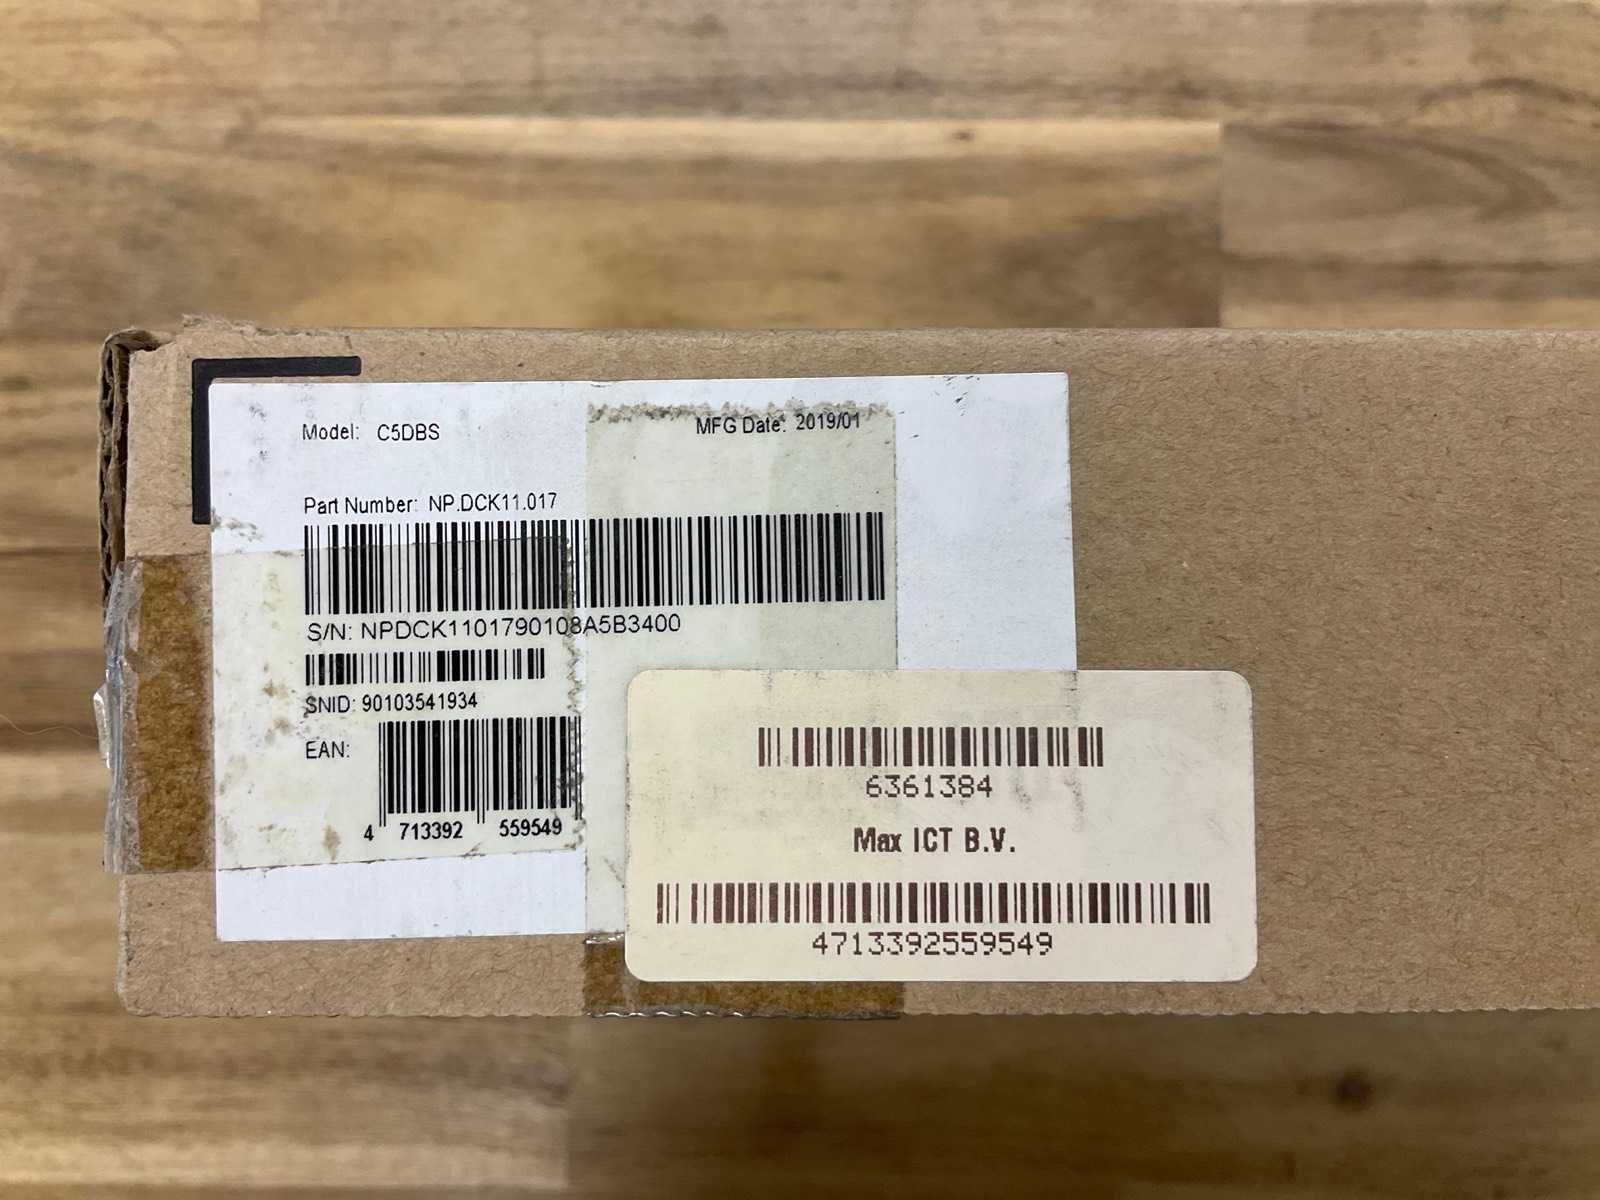 Model: C5DBS
MFG Date: 2019/01
Part Number: NP.DCK11.017
S/N: NPDCK1101790108A5B3400
SNID: 90103541934
EAN:
4 713392 559549
6361384
Max ICT B.V.
4713392559549